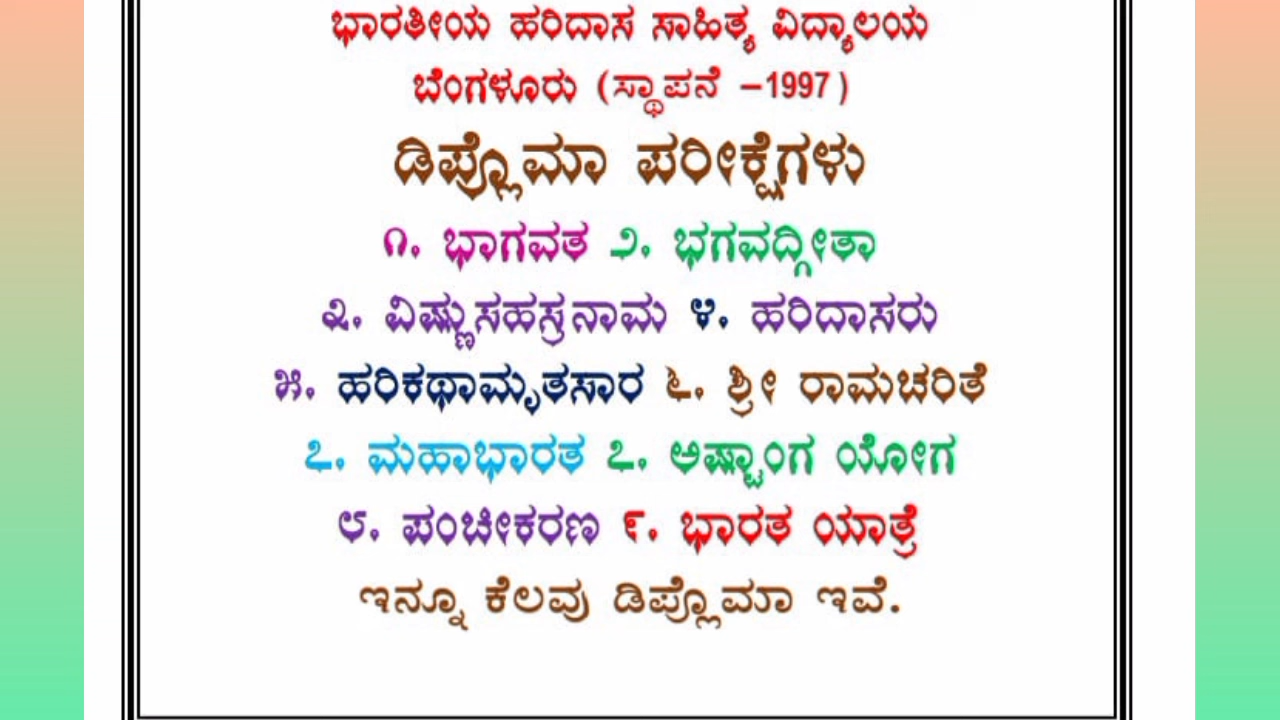 ಭಾರತೀಯ ಹರಿದಾಸ ಸಾಹಿತ್ಯ ವಿದ್ಯಾಲಯ
ಬೆಂಗಳೂರು (ಸ್ಥಾಪನೆ -1997)
ಡಿಪ್ಲೊಮಾ ಪರೀಕ್ಷೆಗಳು
೧. ಭಾಗವತ ೨. ಭಗವದ್ಗೀತಾ
೩. ವಿಷ್ಣುಸಹಸ್ರನಾಮ ೪. ಹರಿದಾಸರು
೫. ಹರಿಕಥಾಮೃತಸಾರ ೬. ಶ್ರೀ ರಾಮಚರಿತೆ
೭. ಮಹಾಭಾರತ ೭. ಅಷ್ಟಾಂಗ ಯೋಗ
೮. ಪಂಚೀಕರಣ ೯. ಭಾರತ ಯಾತ್ರೆ
ಇನ್ನೂ ಕೆಲವು ಡಿಪ್ಲೊಮಾ ಇವೆ.